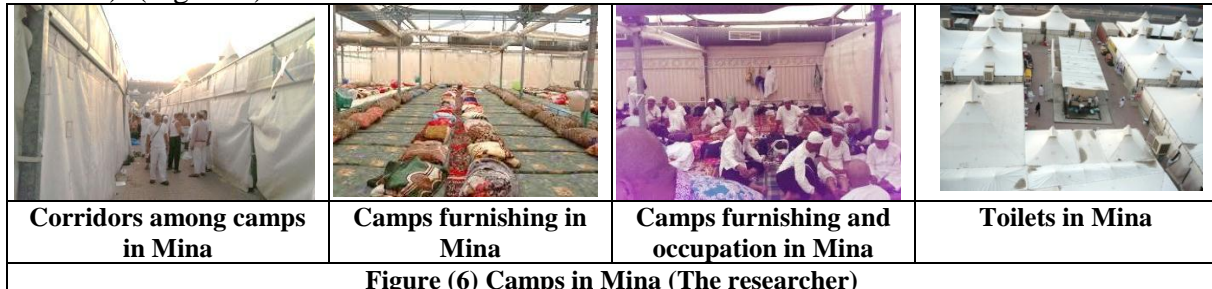 Corridors among camps
in Mina
Camps furnishing in
Mina
Camps furnishing and
occupation in Mina
Toilets in Mina
Figure (6) Camps in Mina (The researcher)